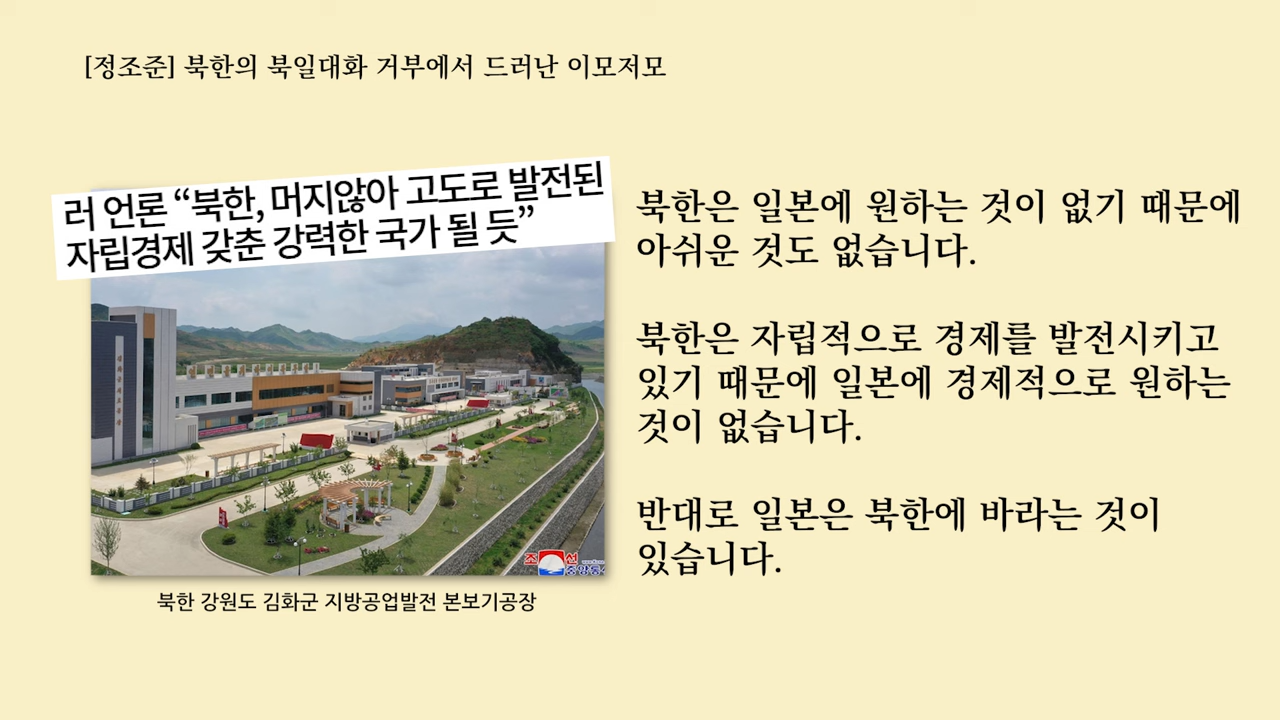 [정조준] 북한의 북일대화 거부에서 드러난 이모저모
러 언론 “북한, 머지않아 고도로 발전된
자립경제 갖춘 강력한 국가 될 듯”
북한은 일본에 원하는 것이 없기 때문에
아쉬운 것도 없습니다.
북한은 자립적으로 경제를 발전시키고
있기 때문에 일본에 경제적으로 원하는
것이 없습니다.
반대로 일본은 북한에 바라는 것이
있습니다.
조선
중앙통신
북한 강원도 김화군 지방공업발전 본보기공장